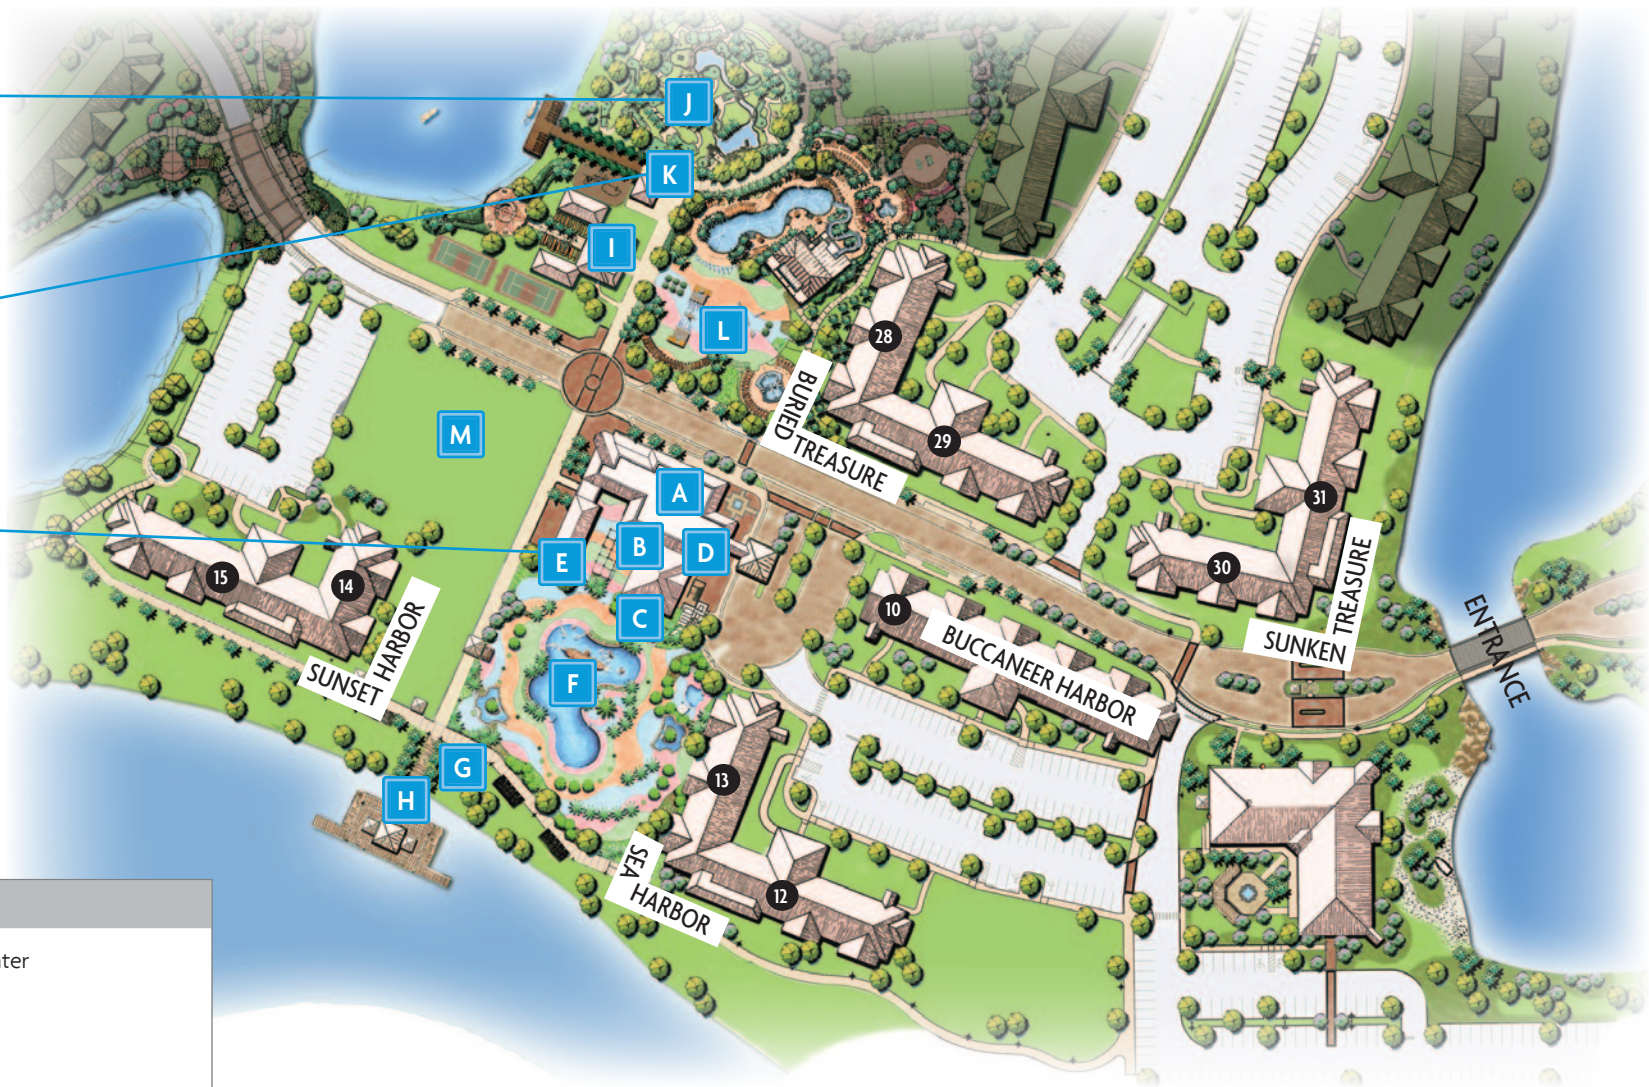 J
K
I
L
28
BURIED
TREASURE
29
M
A
B
D
E
C
31
30
SUNKEN
TREASURE
ENTRANCE
15
14
SUNSET
HARBOR
10
BUCCANEER HARBOR
F
G
H
13
SEA
HARBOR
12
ter